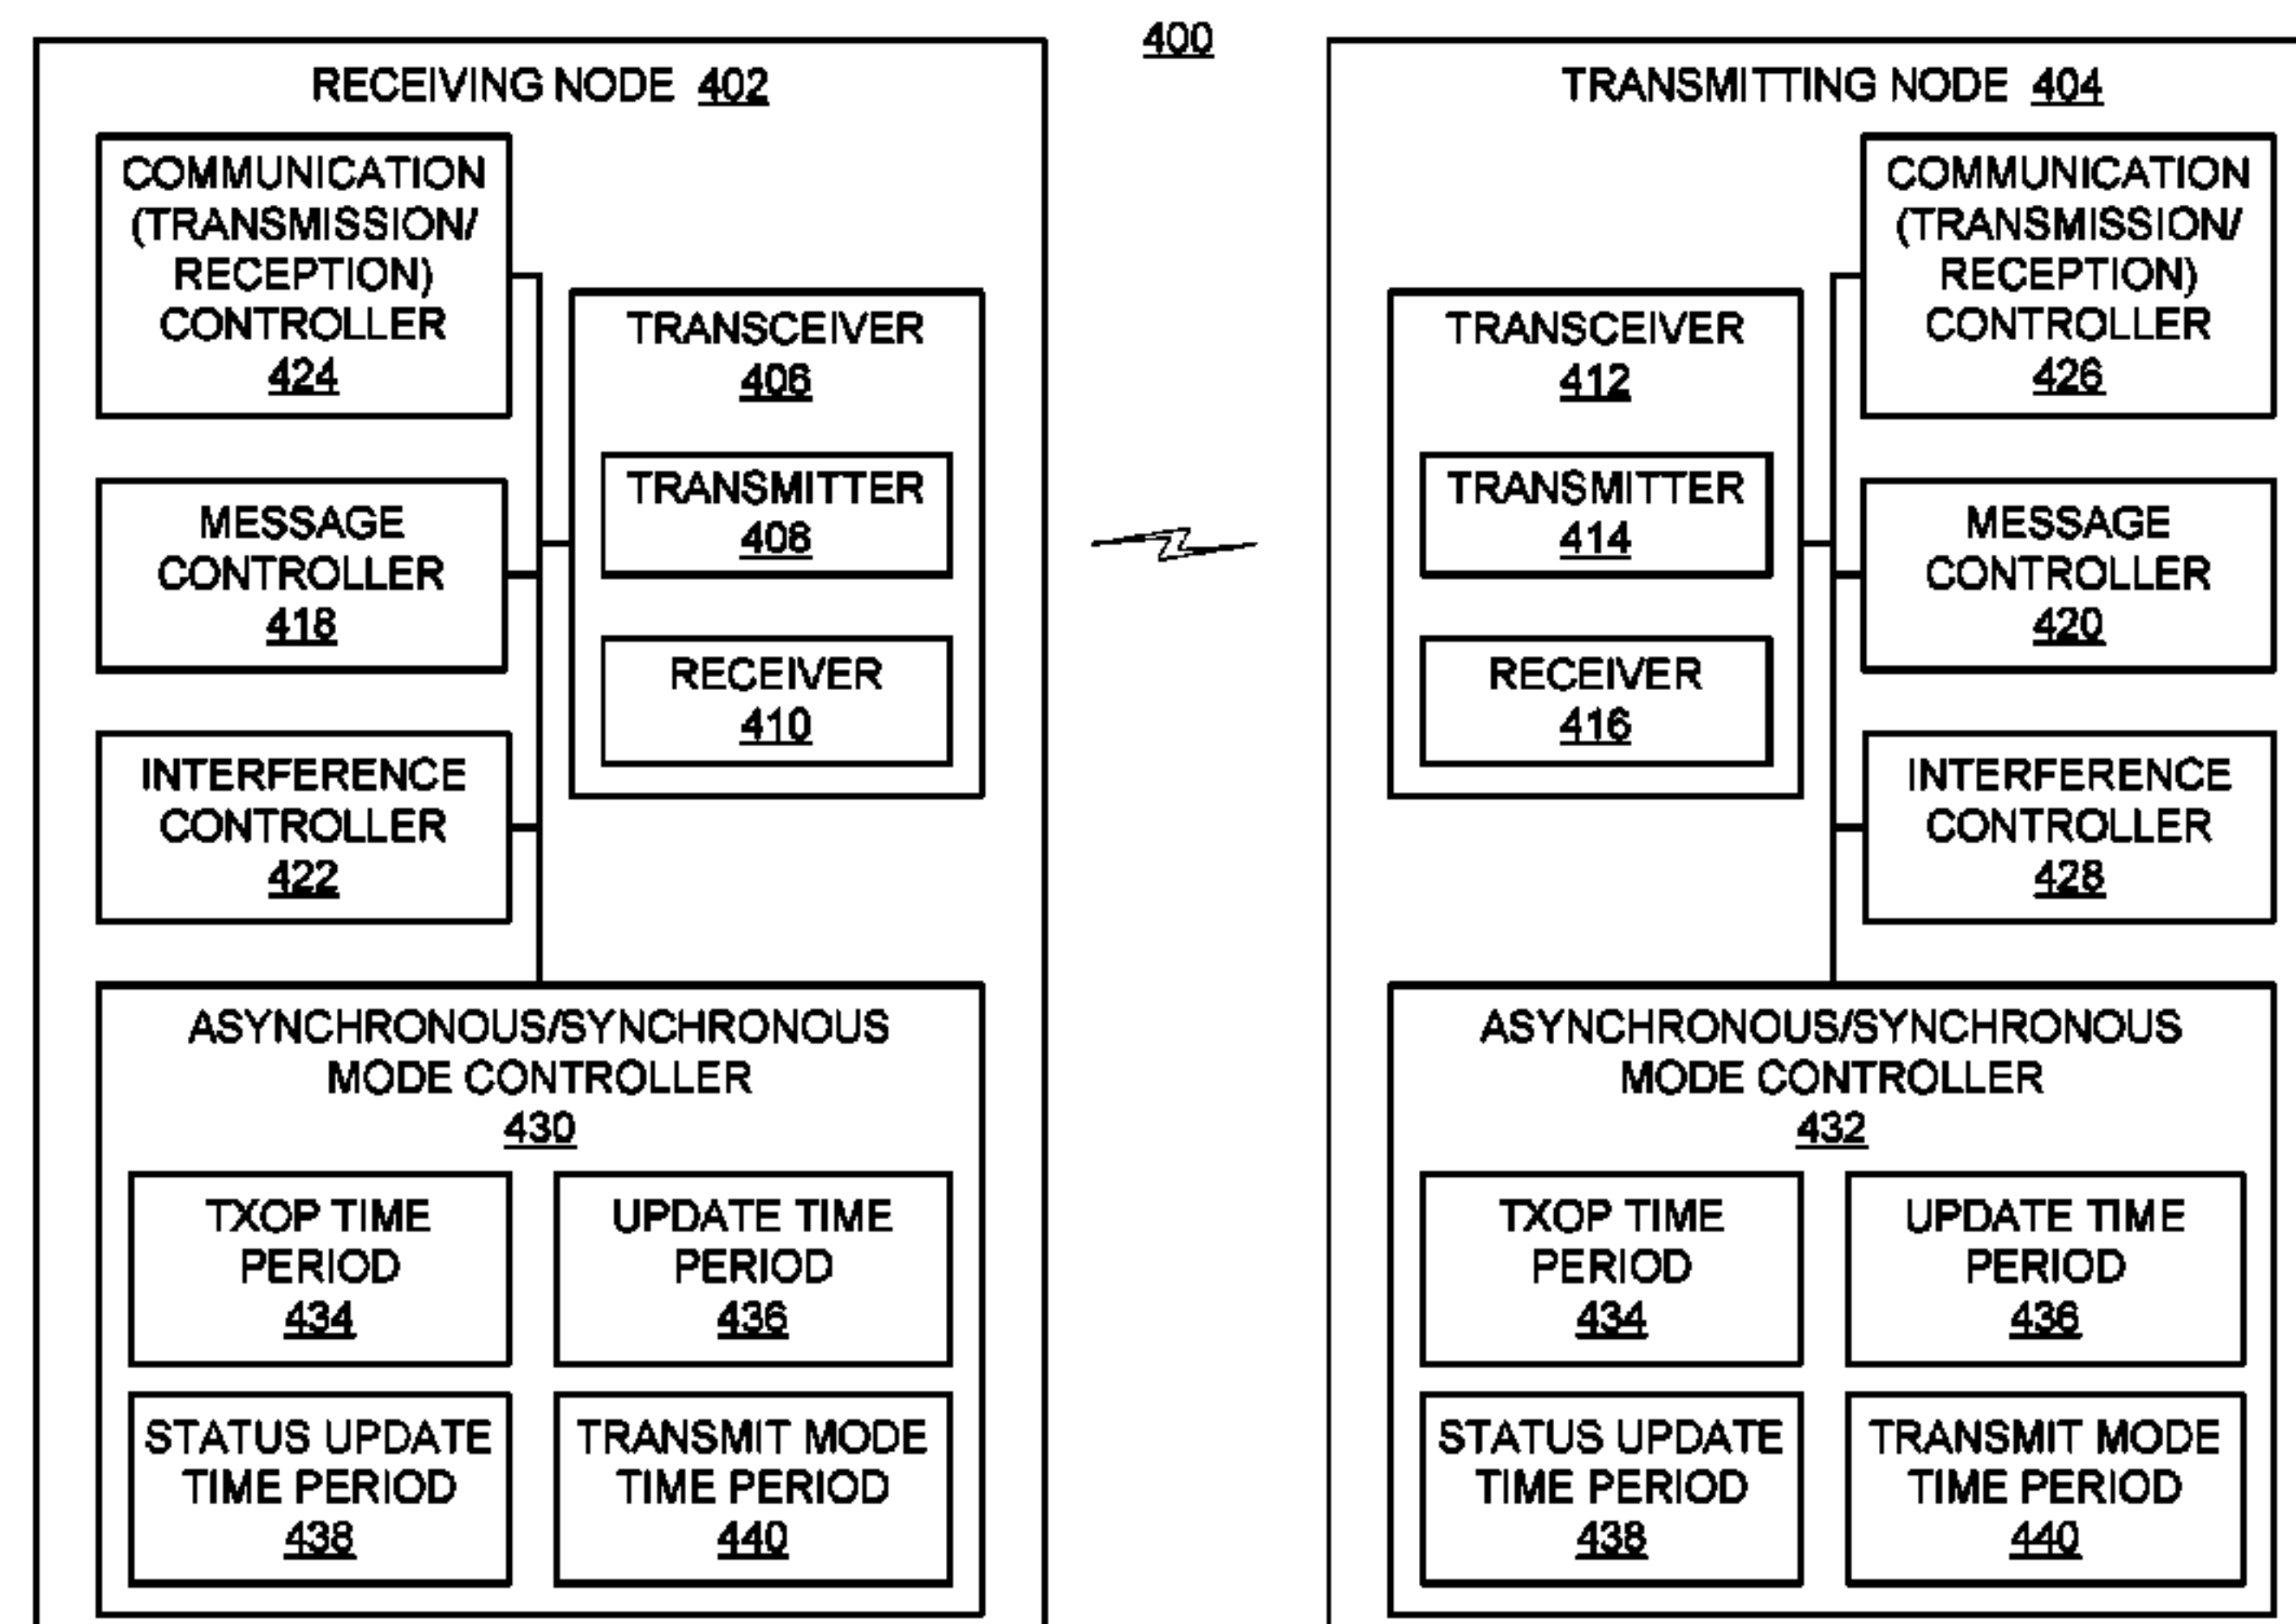 400
RECEIVING NODE 402
COMMUNICATION
(TRANSMISSION/
RECEPTION)
CONTROLLER
424
TRANSCEIVER
406
TRANSMITTER
408
RECEIVER
410
MESSAGE
CONTROLLER
418
INTERFERENCE
CONTROLLER
422
ASYNCHRONOUS/SYNCHRONOUS
MODE CONTROLLER
430
TXOP TIME
PERIOD
434
UPDATE TIME
PERIOD
436
STATUS UPDATE
TIME PERIOD
438
TRANSMIT MODE
TIME PERIOD
440
TRANSMITTING NODE 404
TRANSCEIVER
412
TRANSMITTER
414
RECEIVER
416
COMMUNICATION
(TRANSMISSION/
RECEPTION)
CONTROLLER
426
MESSAGE
CONTROLLER
420
INTERFERENCE
CONTROLLER
428
ASYNCHRONOUS/SYNCHRONOUS
MODE CONTROLLER
432
TXOP TIME
PERIOD
434
UPDATE TIME
PERIOD
436
STATUS UPDATE
TIME PERIOD
438
TRANSMIT MODE
TIME PERIOD
440